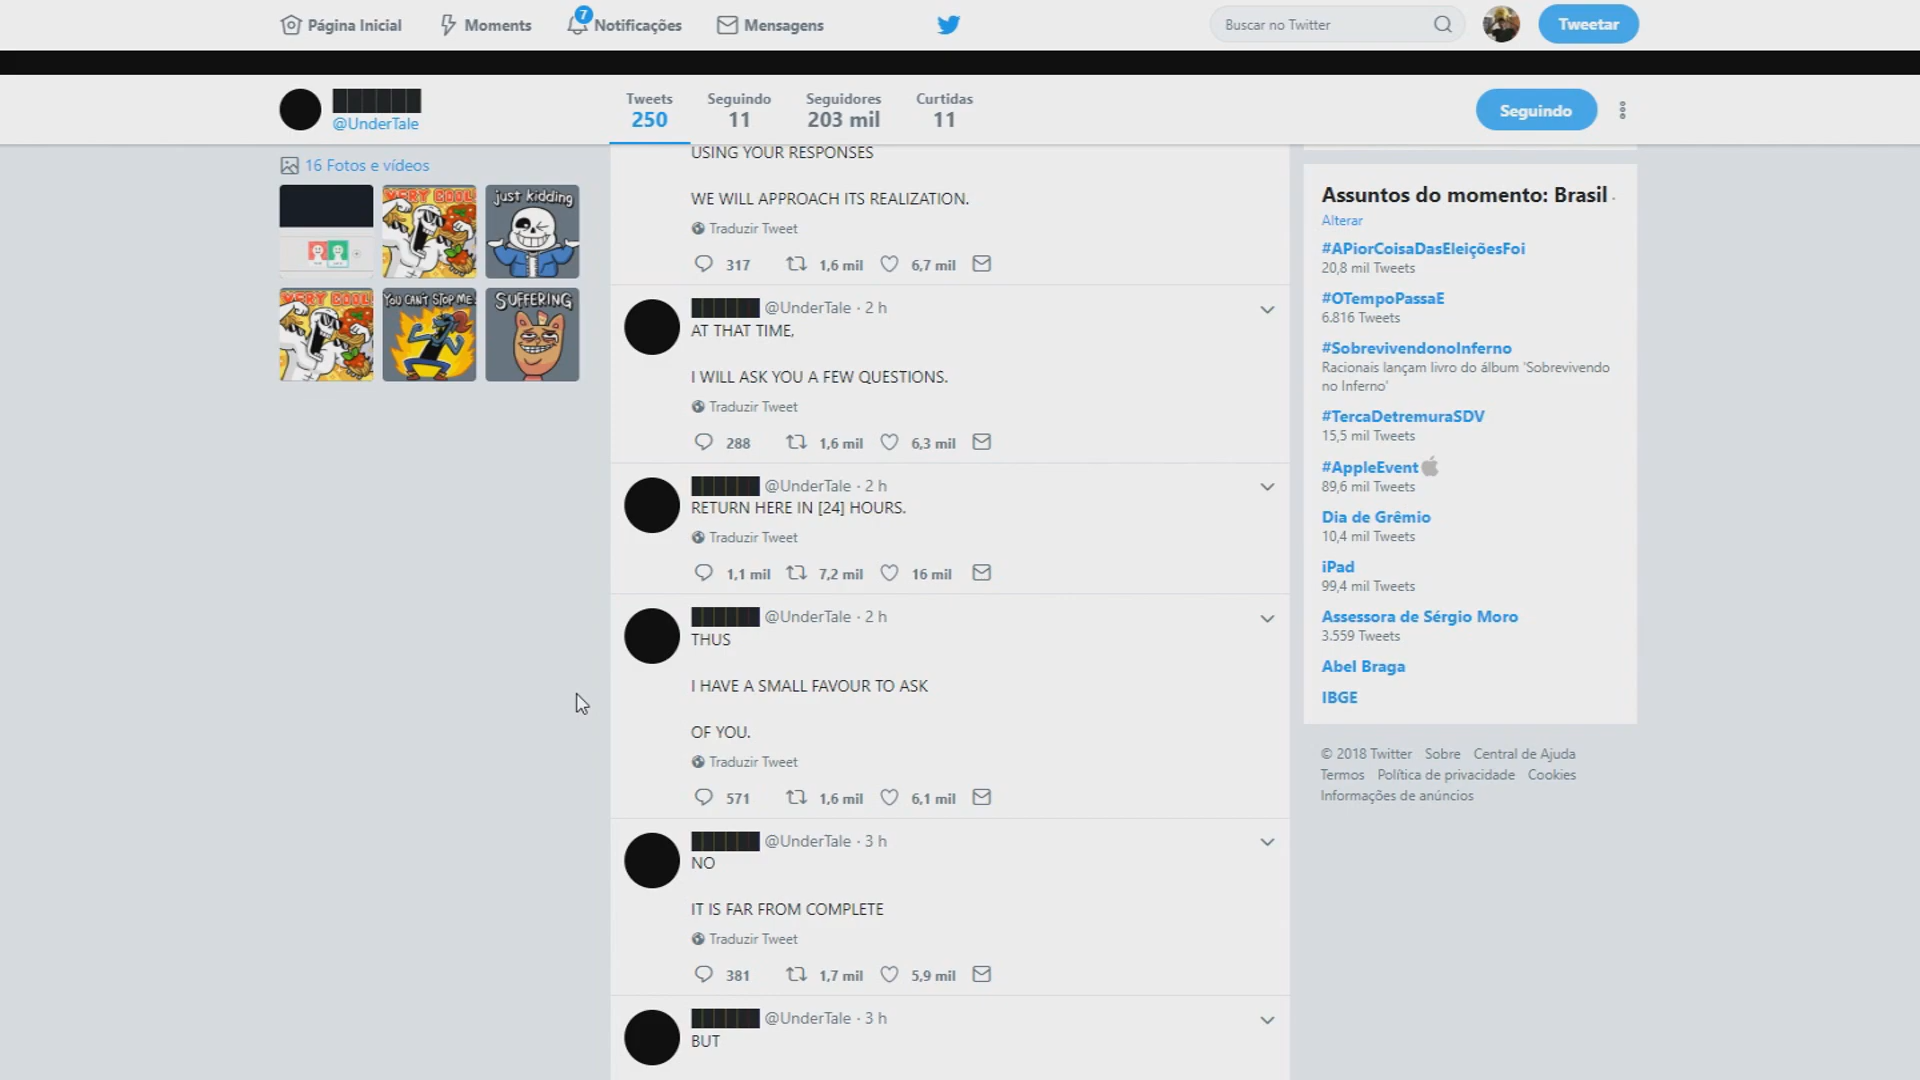 Página Inicial
Moments
7
Notificações
Mensagens
Buscar no Twitter
Tweetar
@UnderTale
Tweets
250
Seguindo
11
Seguidores
203 mil
Curtidas
11
Seguindo
16 Fotos e vídeos
VERY COOL!
just kidding
VERY COOL!
YOU CAN'T STOP ME!
SUFFERING
USING YOUR RESPONSES
WE WILL APPROACH ITS REALIZATION.
Traduzir Tweet
317 1,6 mil 6,7 mil
@UnderTale · 2 h
AT THAT TIME,
I WILL ASK YOU A FEW QUESTIONS.
Traduzir Tweet
288 1,6 mil 6,3 mil
@UnderTale · 2 h
RETURN HERE IN [24] HOURS.
Traduzir Tweet
1,1 mil 7,2 mil 16 mil
@UnderTale · 2 h
THUS
I HAVE A SMALL FAVOUR TO ASK
OF YOU.
Traduzir Tweet
571 1,6 mil 6,1 mil
@UnderTale · 3 h
NO
IT IS FAR FROM COMPLETE
Traduzir Tweet
381 1,7 mil 5,9 mil
@UnderTale · 3 h
BUT
Assuntos do momento: Brasil ·
Alterar
#APiorCoisaDasEleiçõesFoi
20,8 mil Tweets
#OTempoPassaE
6.816 Tweets
#SobrevivendonoInferno
Racionais lançam livro do álbum 'Sobrevivendo
no Inferno'
#TercaDetremuraSDV
15,5 mil Tweets
#AppleEvent
89,6 mil Tweets
Dia de Grêmio
10,4 mil Tweets
iPad
99,4 mil Tweets
Assessora de Sérgio Moro
3.559 Tweets
Abel Braga
IBGE
© 2018 Twitter Sobre Central de Ajuda
Termos Política de privacidade Cookies
Informações de anúncios